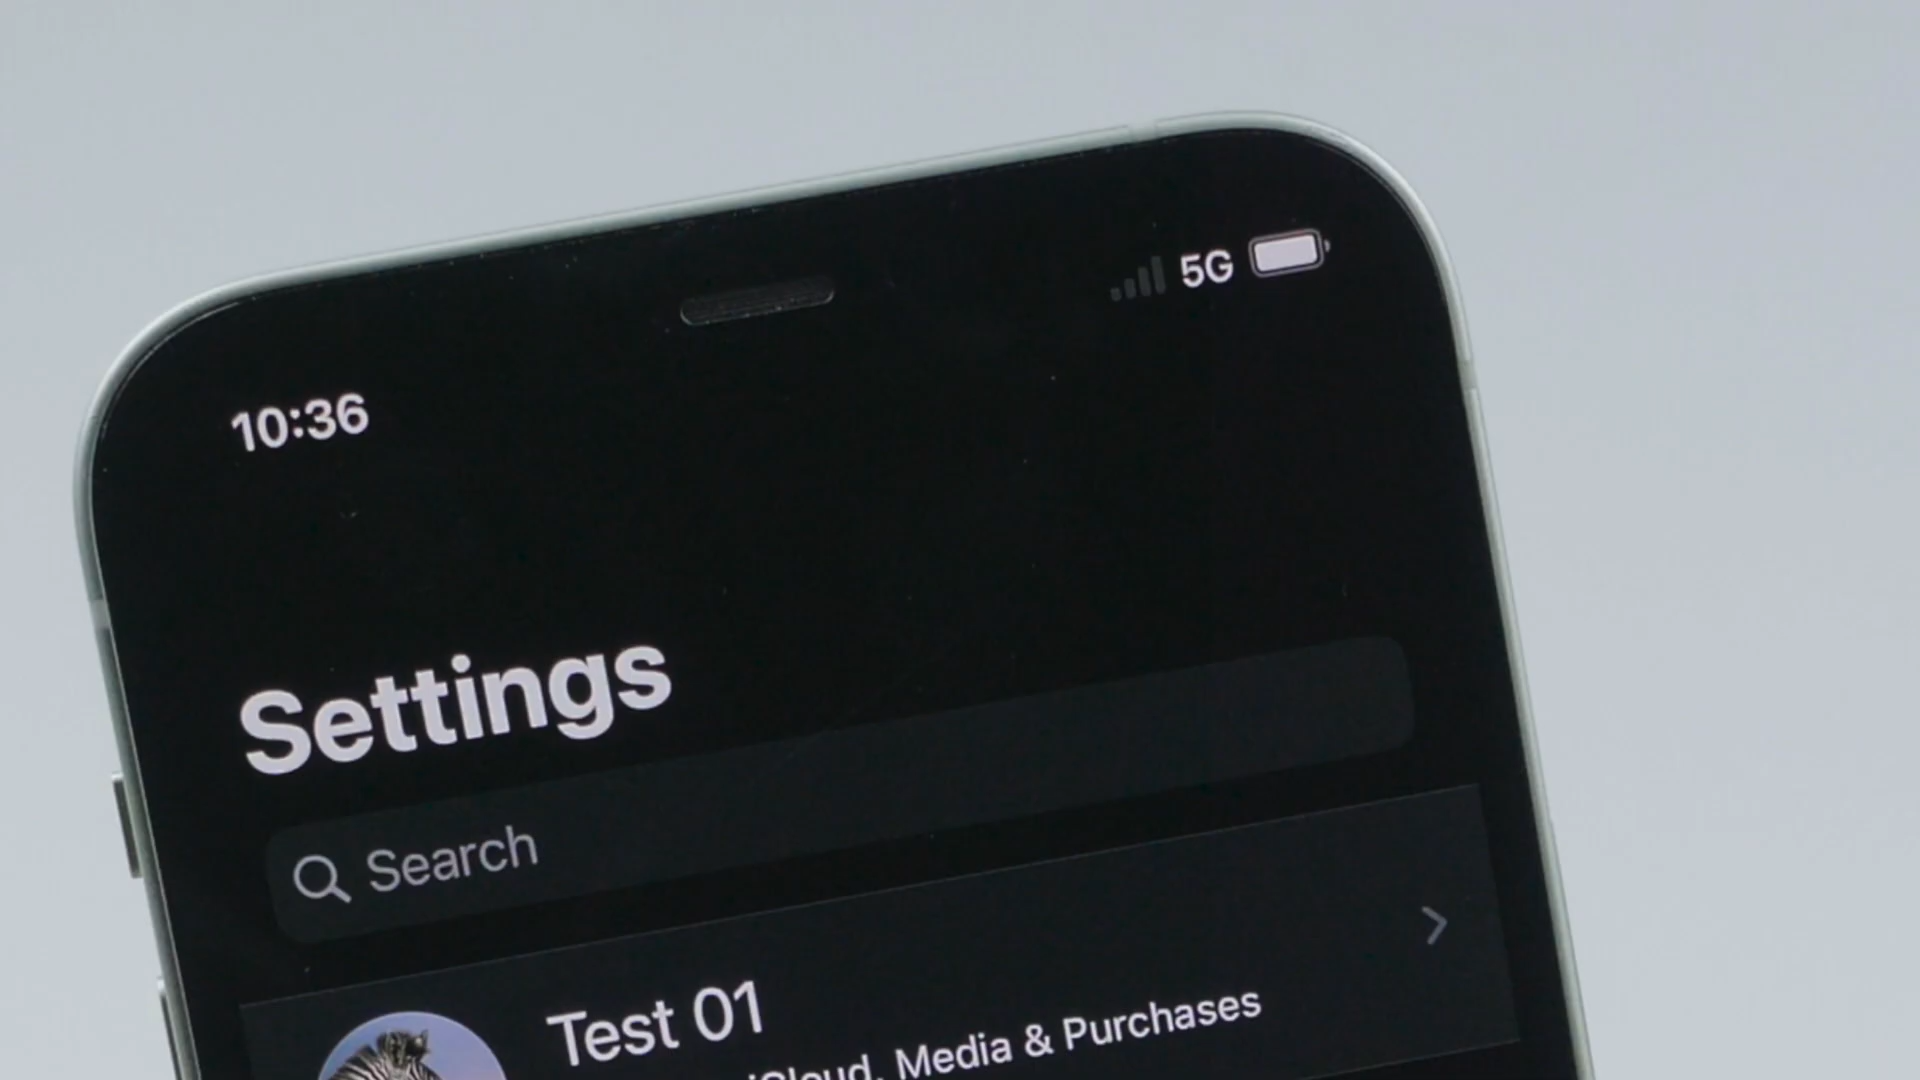 10:36
5G
Settings
Search
Test 01
iCloud, Media & Purchases